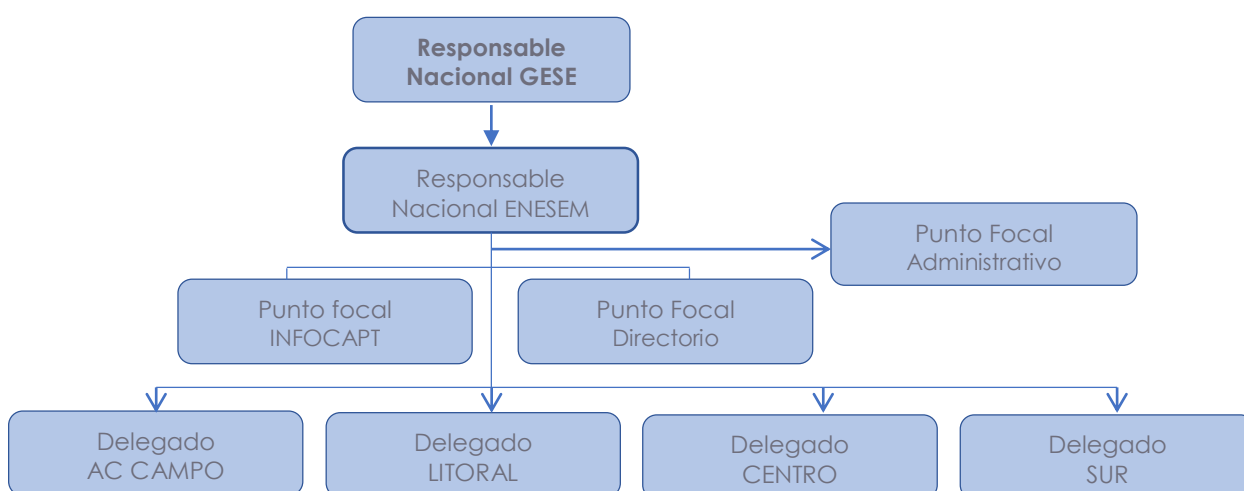 Responsable
Nacional GESE
Responsable
Nacional ENESEM
Punto Focal
Administrativo
Punto focal
INFOCAPT
Punto Focal
Directorio
Delegado
AC CAMPO
Delegado
LITORAL
Delegado
CENTRO
Delegado
SUR